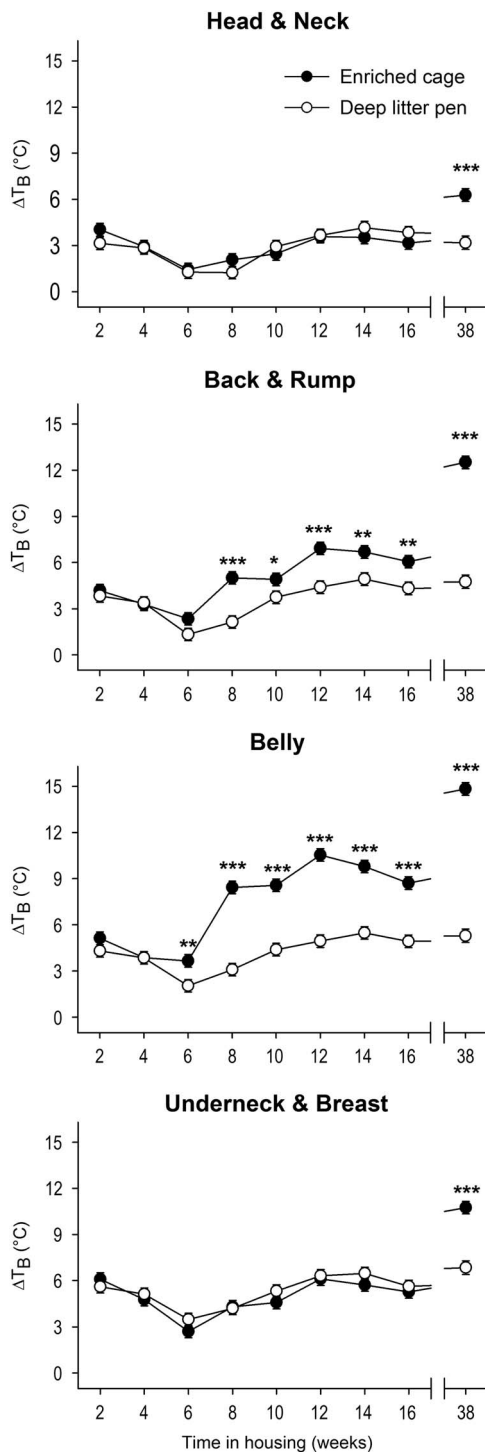 Head & Neck
15
12
9
6
3
0
ΔTB (°C)
Enriched cage
Deep litter pen
***
2 4 6 8 10 12 14 16 38
Back & Rump
15
12
9
6
3
0
ΔTB (°C)
***
*** * *** ** **
2 4 6 8 10 12 14 16 38
Belly
15
12
9
6
3
0
ΔTB (°C)
***
** *** *** *** *** ***
2 4 6 8 10 12 14 16 38
Underneck & Breast
15
12
9
6
3
0
ΔTB (°C)
***
2 4 6 8 10 12 14 16 38
Time in housing (weeks)